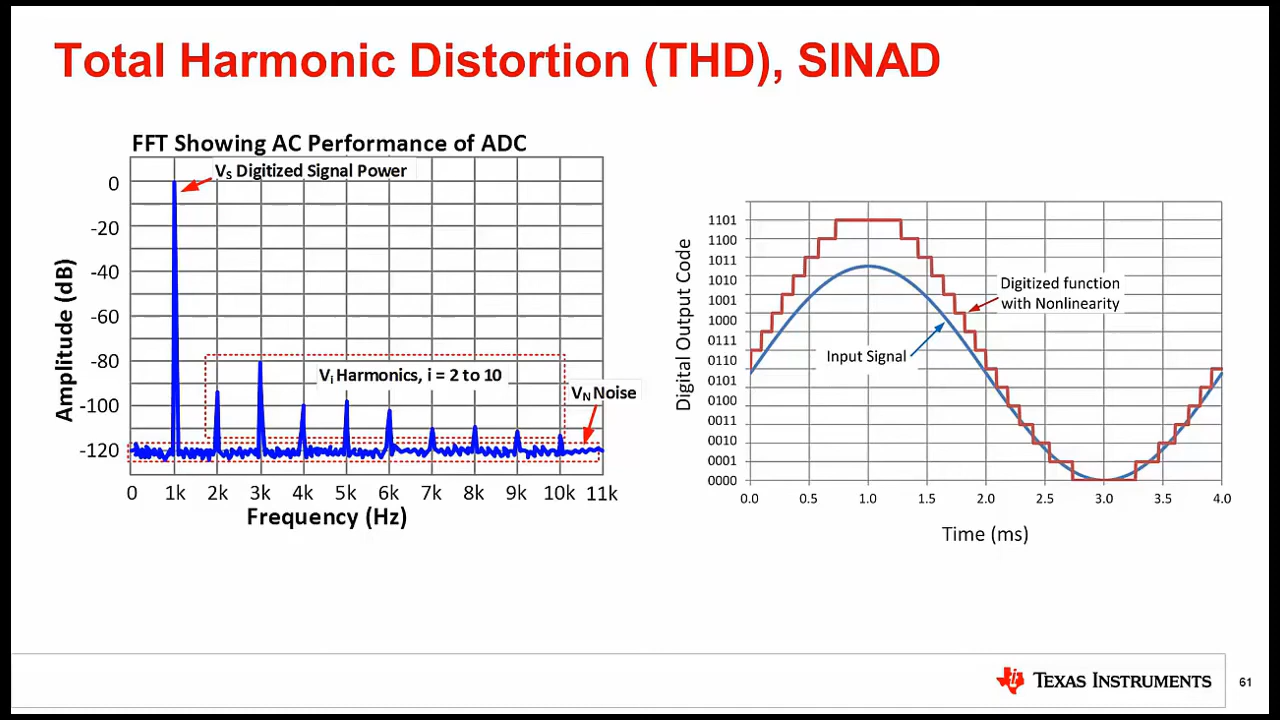 Total Harmonic Distortion (THD), SINAD
FFT Showing AC Performance of ADC
VS Digitized Signal Power
0
-20
-40
-60
-80
-100
-120
Amplitude (dB)
Vi Harmonics, i = 2 to 10
VN Noise
0 1k 2k 3k 4k 5k 6k 7k 8k 9k 10k 11k
Frequency (Hz)
1101
1100
1011
1010
1001
1000
0111
0110
0101
0100
0011
0010
0001
0000
Digital Output Code
Digitized function
with Nonlinearity
Input Signal
0.0 0.5 1.0 1.5 2.0 2.5 3.0 3.5 4.0
Time (ms)
TEXAS INSTRUMENTS
61